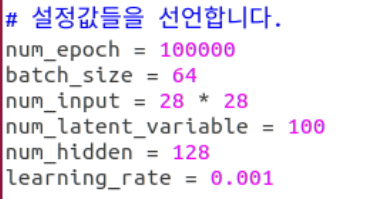 # 설정값들을 선언합니다.
num_epoch = 100000
batch_size = 64
num_input = 28 * 28
num_latent_variable = 100
num_hidden = 128
learning_rate = 0.001